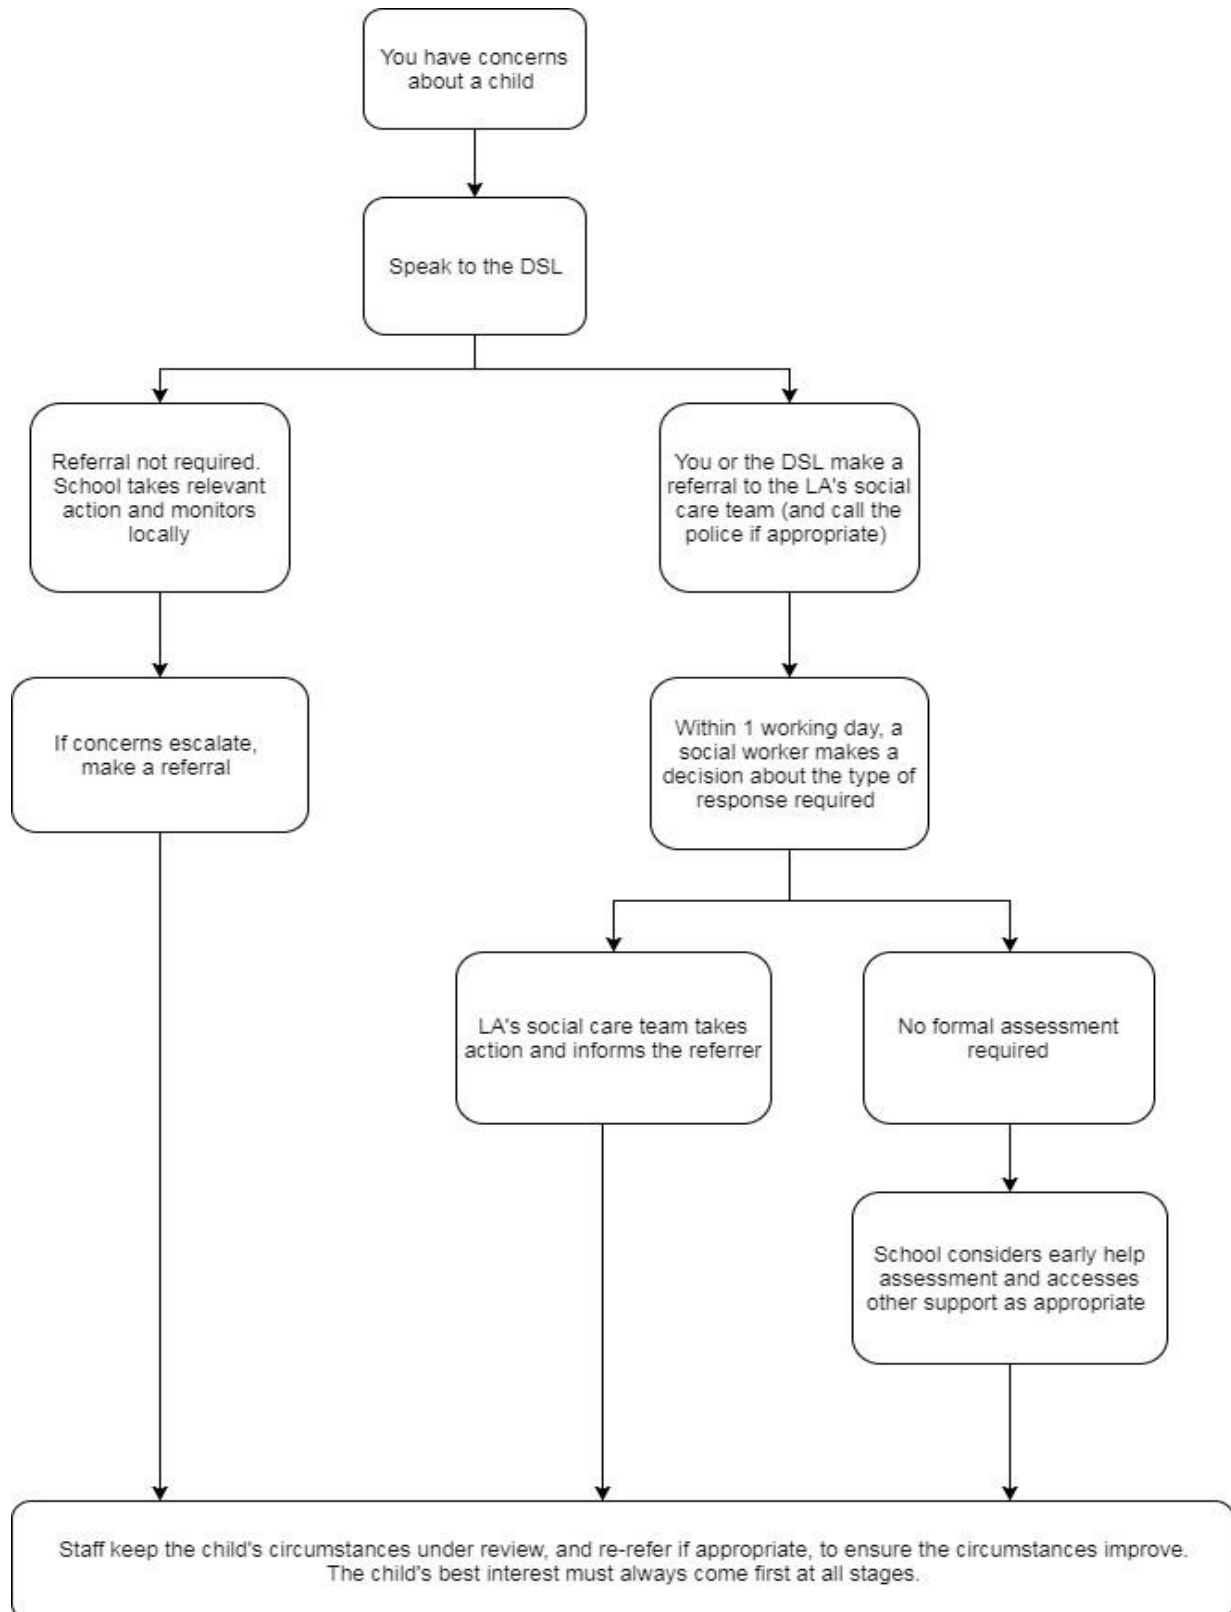 You have concerns
about a child
Speak to the DSL
Referral not required.
School takes relevant
action and monitors
locally
You or the DSL make a
referral to the LA's social
care team (and call the
police if appropriate)
If concerns escalate,
make a referral
Within 1 working day, a
social worker makes a
decision about the type of
response required
LA's social care team takes
action and informs the referrer
No formal assessment
required
School considers early help
assessment and accesses
other support as appropriate
Staff keep the child's circumstances under review, and re-refer if appropriate, to ensure the circumstances improve.
The child's best interest must always come first at all stages.